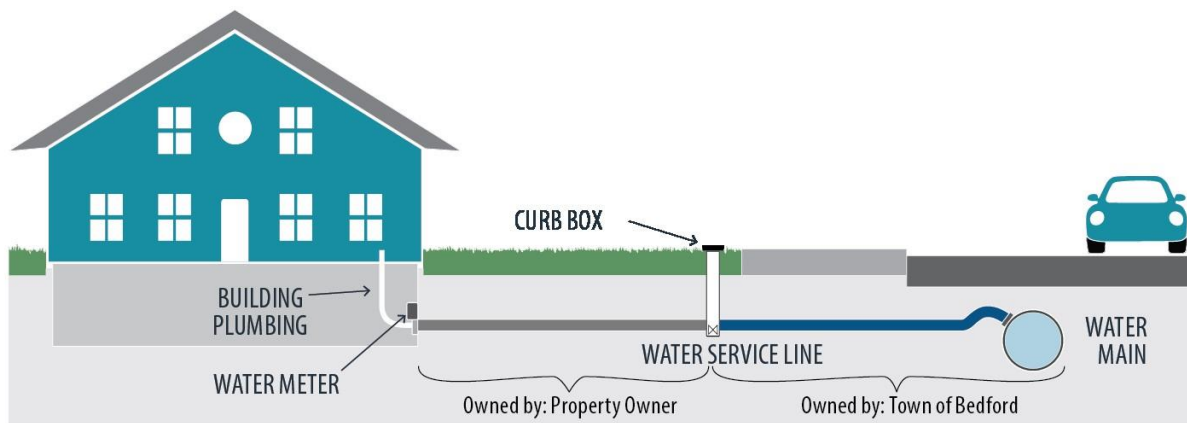 CURB BOX
BUILDING
PLUMBING
WATER METER
WATER SERVICE LINE
WATER
MAIN
Owned by: Property Owner
Owned by: Town of Bedford